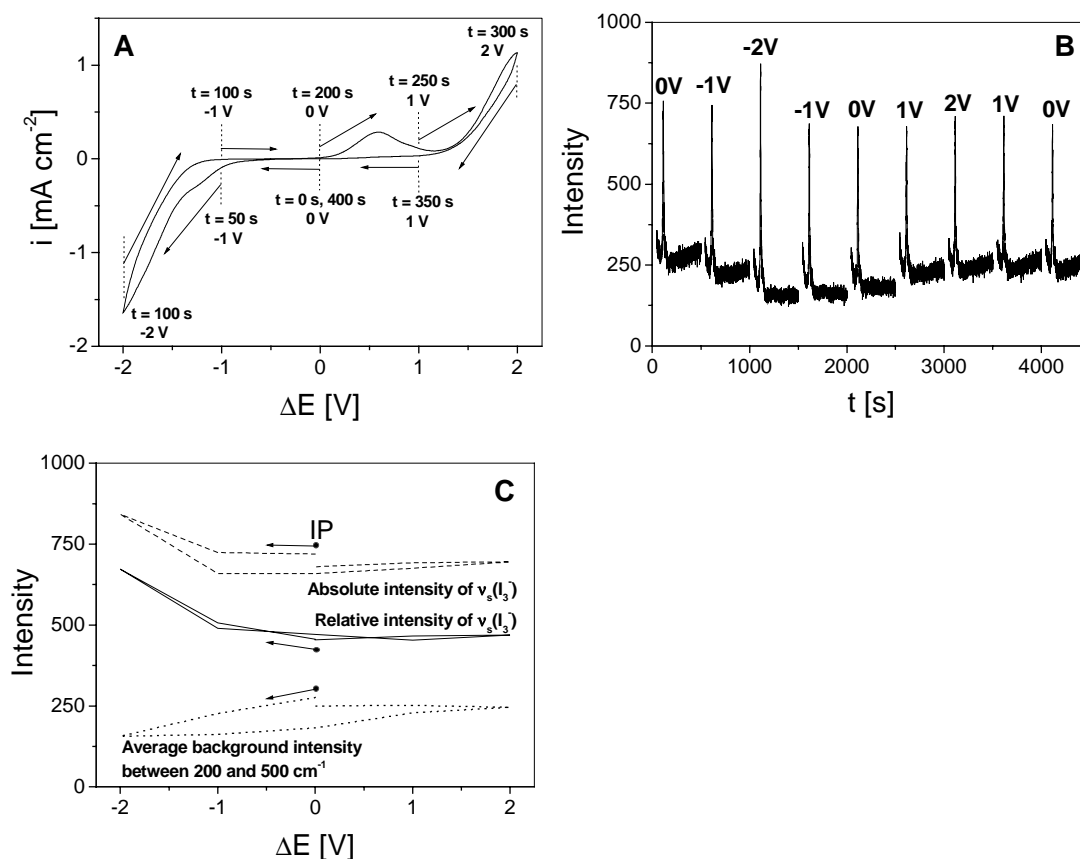 A
t = 300 s
2 V
t = 100 s
-1 V
t = 200 s
0V
t = 250 s
1 V
t = 50 s
-1 V
t=0 s, 400 s
0V
t = 350 s
1 V
t = 100 s
-2 V
1
0
-1
-2
i [mA cm⁻²]
-2 -1 0 1 2
ΔE [V]
B
0V -1V -2V -1V 0V 1V 2V 1V 0V
1000
750
500
250
0
Intensity
0 1000 2000 3000 4000
t [s]
C
IP
Absolute intensity of νₛ(I₃⁻)
Relative intensity of νₛ(I₃⁻)
Average background intensity
between 200 and 500 cm⁻¹
1000
750
500
250
0
Intensity
-2 -1 0 1 2
ΔE [V]